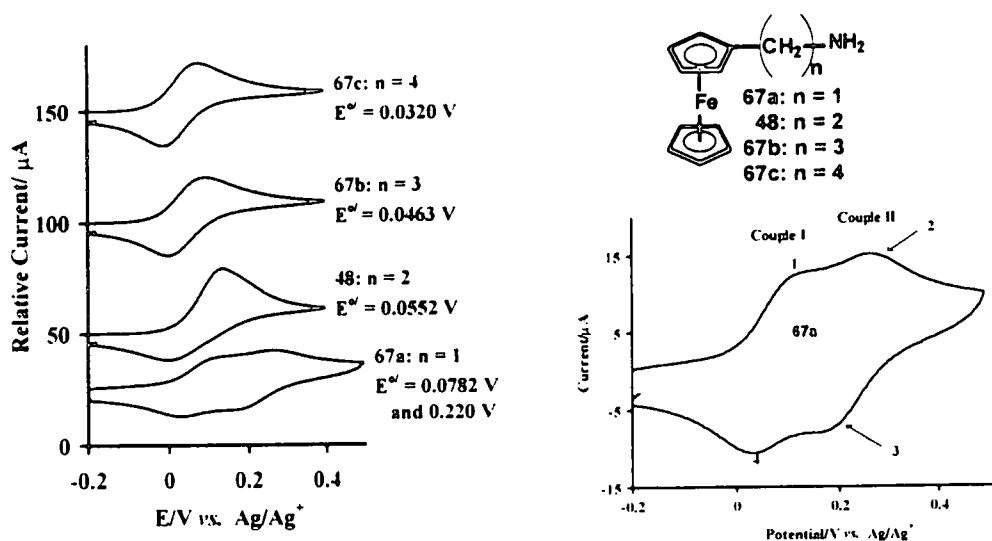 67c: n = 4
E°′ = 0.0320 V
150
67b: n = 3
E°′ = 0.0463 V
100
48: n = 2
E°′ = 0.0552 V
50
67a: n = 1
E°′ = 0.0782 V
and 0.220 V
0
Relative Current/ µA
-0.2 0 0.2 0.4
E/V vs. Ag/Ag+
(CH2)n NH2
Fe
67a: n = 1
48: n = 2
67b: n = 3
67c: n = 4
Couple II
Couple I
2
1
15
67a
5
Current/µA
-5
3
4
-15
0 0.2 0.4
Potential/V vs. Ag/Ag+